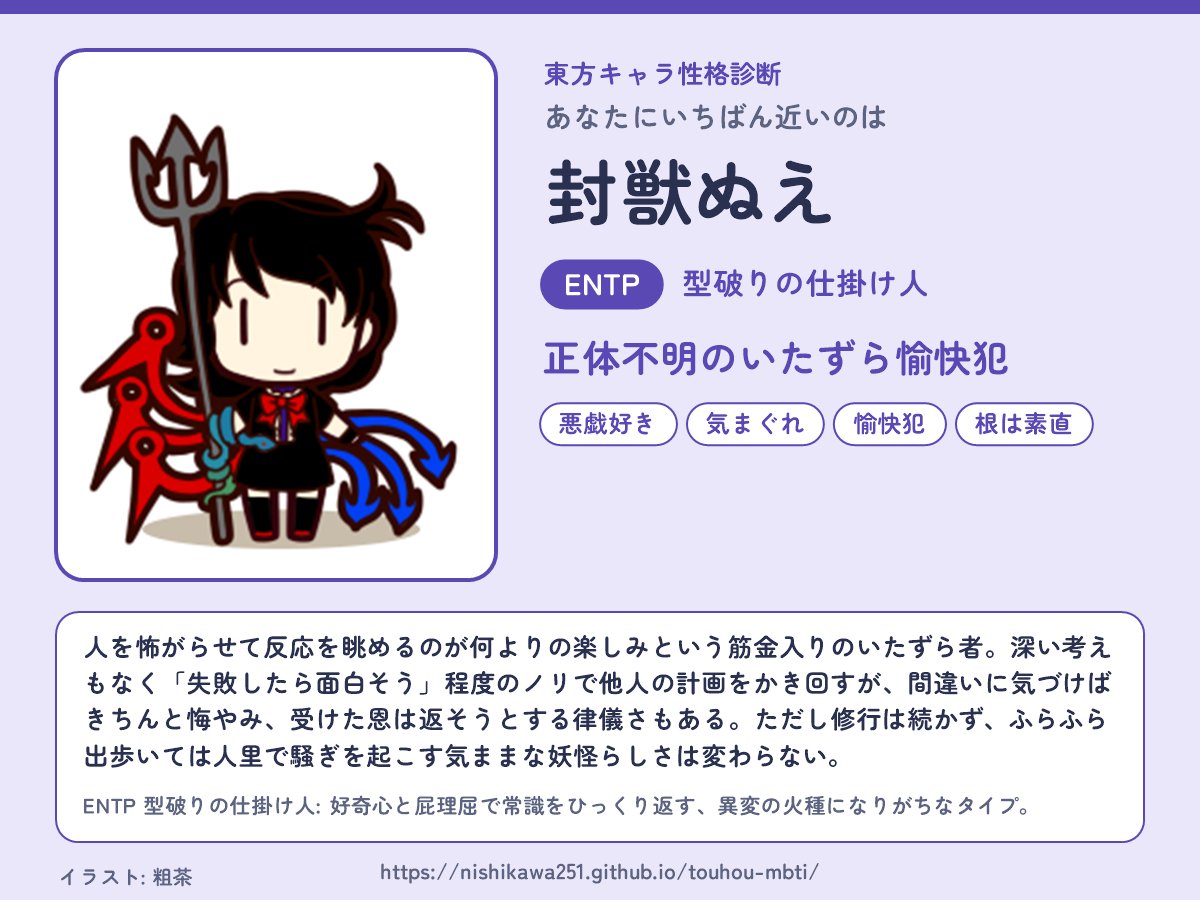 東方キャラ性格診断
あなたにいちばん近いのは
封獣ぬえ
ENTP 型破りの仕掛け人
正体不明のいたずら愉快犯
悪戯好き 気まぐれ 愉快犯 根は素直
人を怖がらせて反応を眺めるのが何よりの楽しみという筋金入りのいたずら者。深い考え
もなく「失敗したら面白そう」程度のノリで他人の計画をかき回すが、間違いに気づけば
きちんと悔やみ、受けた恩は返そうとする律儀さもある。ただし修行は続かず、ふらふら
出歩いては人里で騒ぎを起こす気ままな妖怪らしさは変わらない。
ENTP 型破りの仕掛け人: 好奇心と屁理屈で常識をひっくり返す、異変の火種になりがちなタイプ。
イラスト: 粗茶
https://nishikawa251.github.io/touhou-mbti/